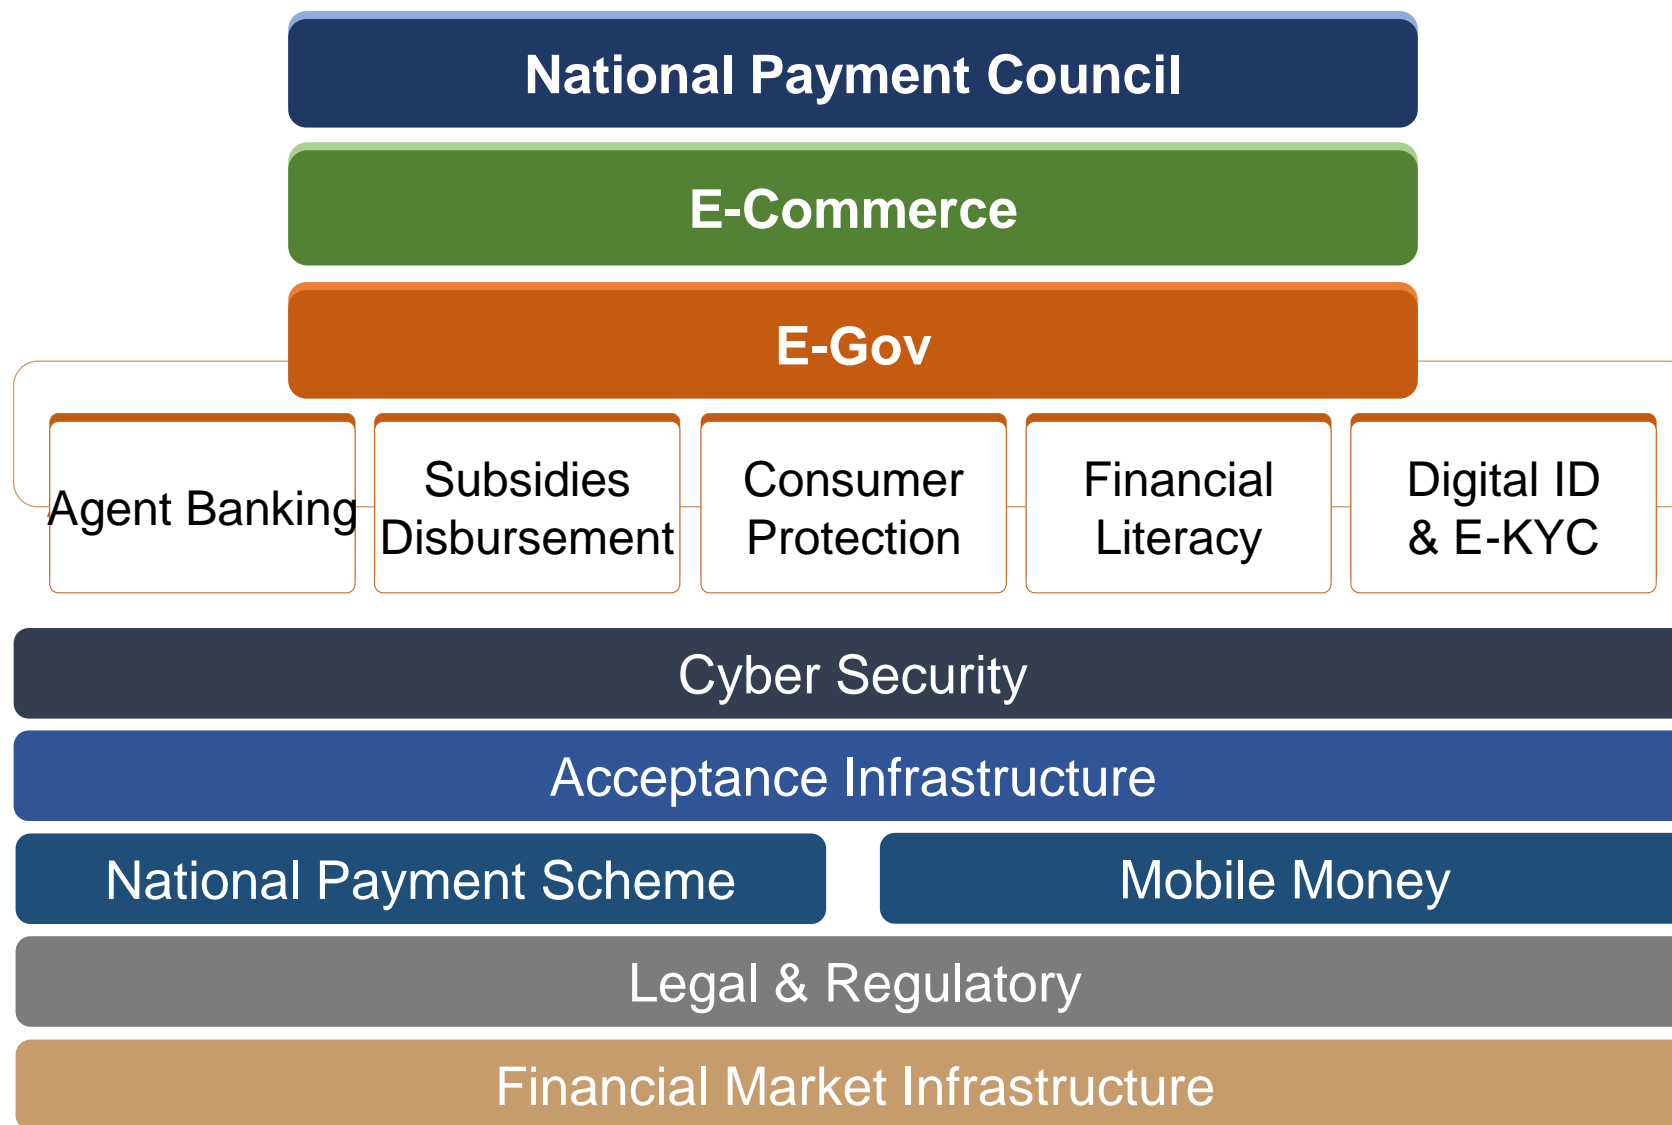 National Payment Council
E-Commerce
E-Gov
Agent Banking
Subsidies
Disbursement
Consumer
Protection
Financial
Literacy
Digital ID
& E-KYC
Cyber Security
Acceptance Infrastructure
National Payment Scheme
Mobile Money
Legal & Regulatory
Financial Market Infrastructure